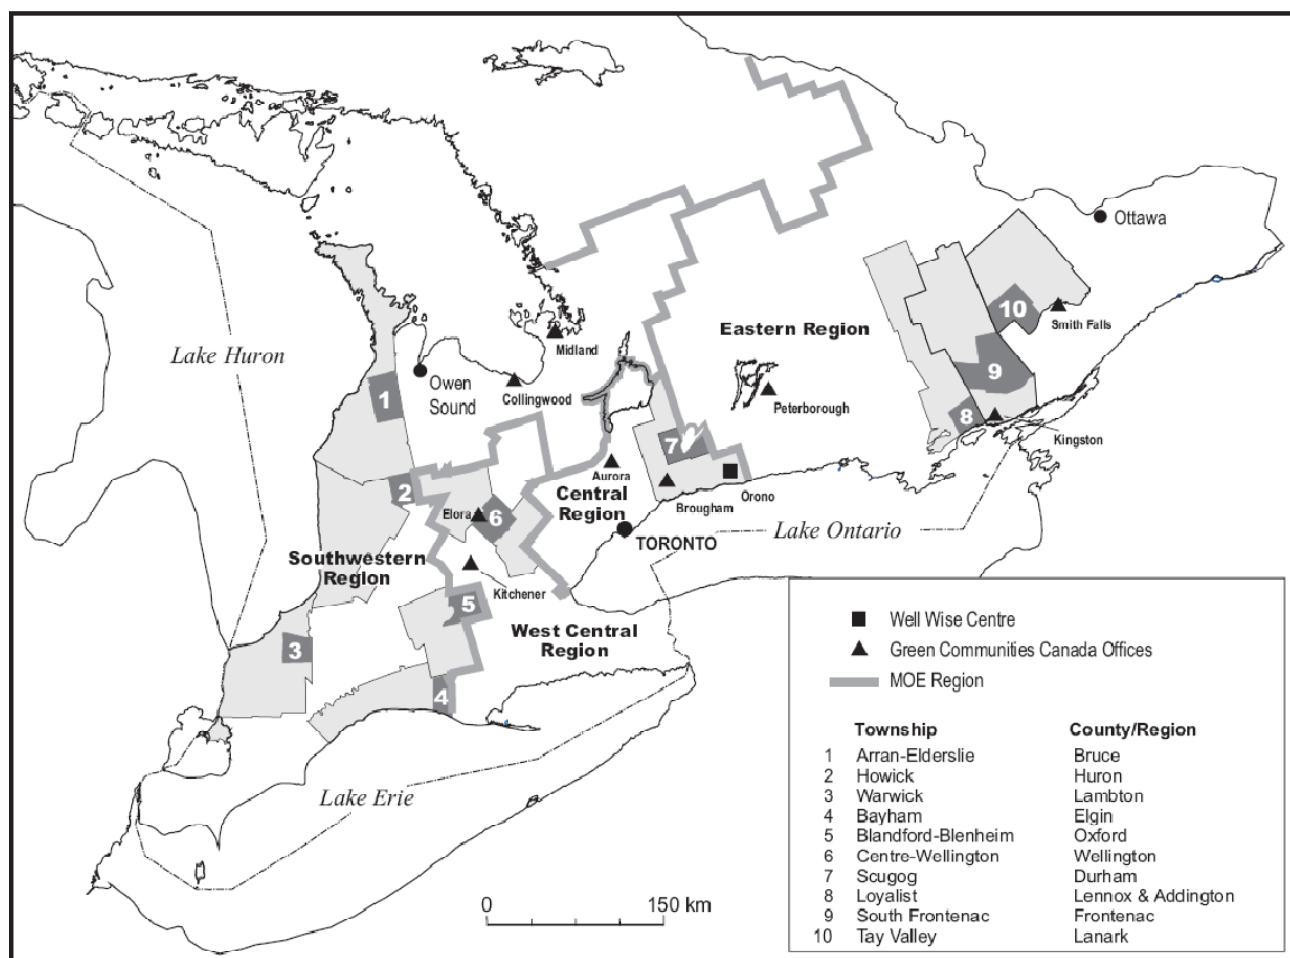 Ottawa
10
Smith Falls
Eastern Region
Midland
Lake Huron
9
1
Owen
Sound
Collingwood
Peterborough
8
Kingston
7
Aurora
2
Elora
6
Central
Region
Brougham
Orono
Lake Ontario
TORONTO
Southwestern
Region
Kitchener
5
West Central
Region
3
4
Lake Erie
0
150 km
Well Wise Centre
Green Communities Canada Offices
MOE Region
Township County/Region
1 Arran-Elderslie Bruce
2 Howick Huron
3 Warwick Lambton
4 Bayham Elgin
5 Blandford-Blenheim Oxford
6 Centre-Wellington Wellington
7 Scugog Durham
8 Loyalist Lennox & Addington
9 South Frontenac Frontenac
10 Tay Valley Lanark